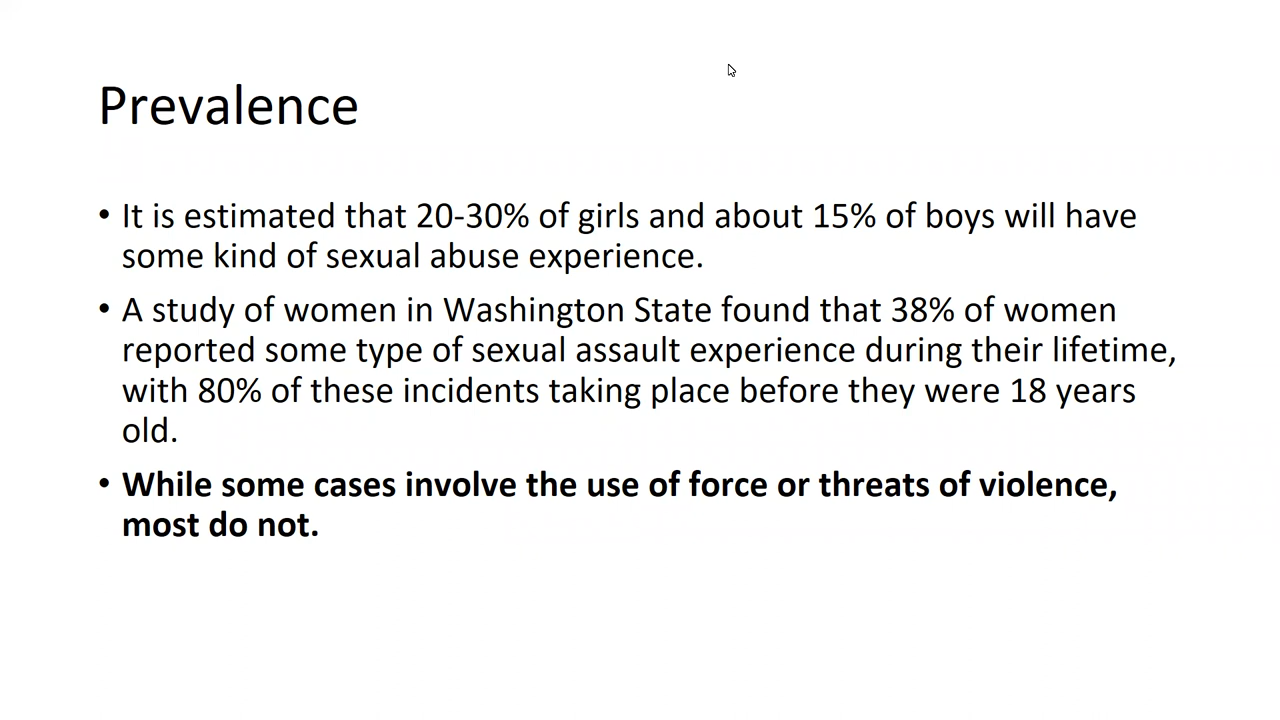 Prevalence
• It is estimated that 20-30% of girls and about 15% of boys will have
some kind of sexual abuse experience.
• A study of women in Washington State found that 38% of women
reported some type of sexual assault experience during their lifetime,
with 80% of these incidents taking place before they were 18 years
old.
• While some cases involve the use of force or threats of violence,
most do not.